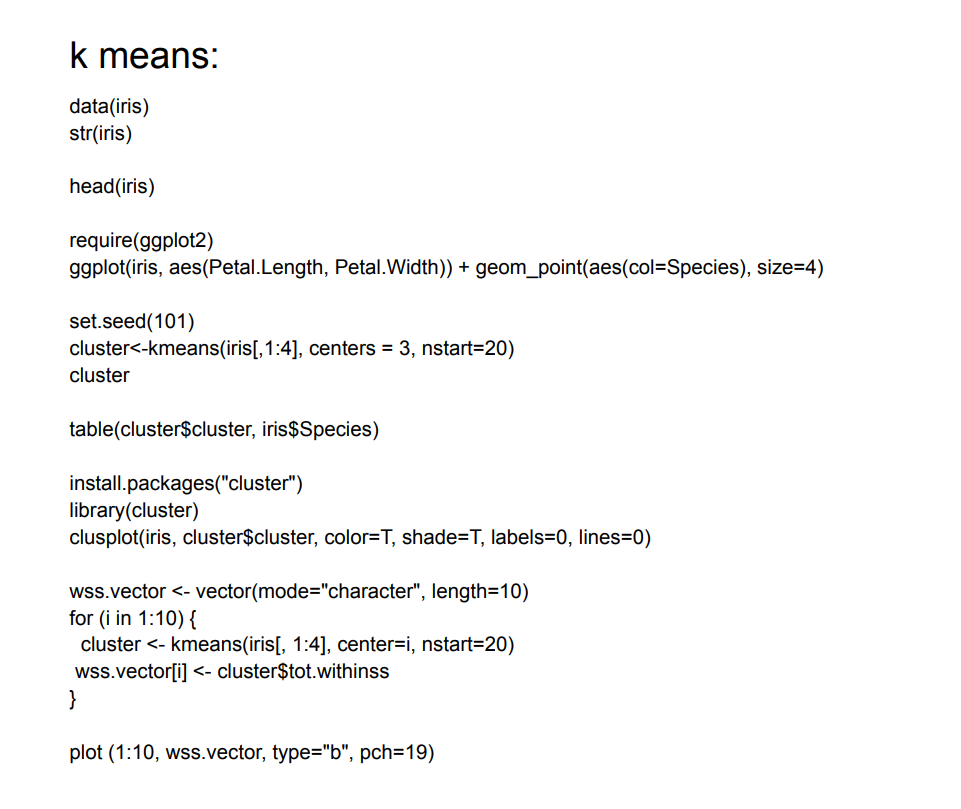 k means:
data(iris)
str(iris)
head(iris)
require(ggplot2)
ggplot(iris, aes(Petal.Length, Petal.Width)) + geom_point(aes(col=Species), size=4)
set.seed(101)
cluster<-kmeans(iris[,1:4], centers = 3, nstart=20)
cluster
table(cluster$cluster, iris$Species)
install.packages("cluster")
library(cluster)
clusplot(iris, cluster$cluster, color=T, shade=T, labels=0, lines=0)
wss.vector <- vector(mode="character", length=10)
for (i in 1:10) {
cluster <- kmeans(iris[, 1:4], center=i, nstart=20)
wss.vector[i] <- cluster$tot.withinss
}
plot (1:10, wss.vector, type="b", pch=19)